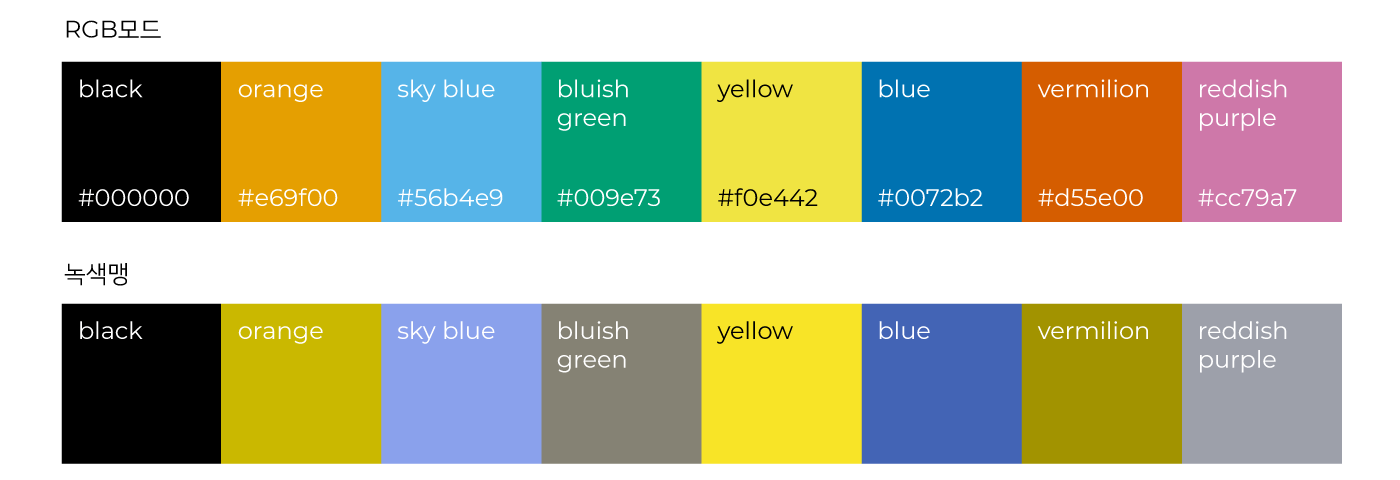 RGB모드
black
orange
sky blue
bluish
green
yellow
blue
vermilion
reddish
purple
#000000
#e69f00
#56b4e9
#009e73
#f0e442
#0072b2
#d55e00
#cc79a7
녹색맹
black
orange
sky blue
bluish
green
yellow
blue
vermilion
reddish
purple